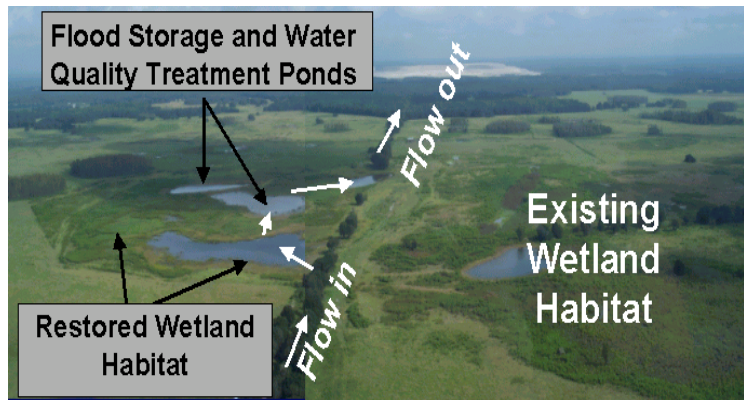 Flood Storage and Water
Quality Treatment Ponds
Flow out
Existing
Wetland
Habitat
Flow in
Restored Wetland
Habitat